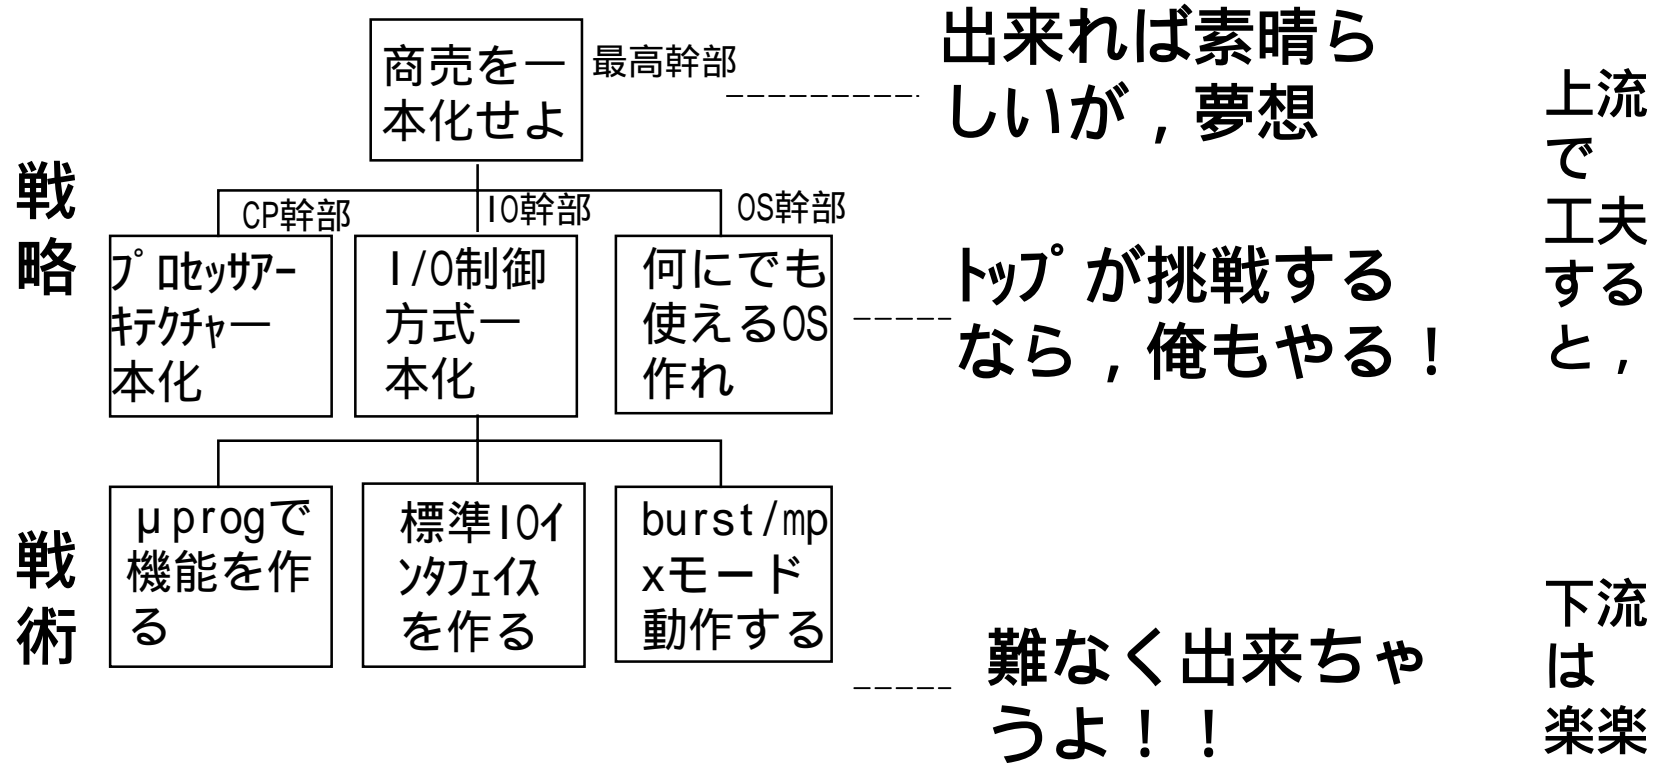 商売を一
本化せよ
最高幹部
出来れば素晴ら
しいが，夢想
上流
で
工夫
する
と，
戦
略
CP幹部
IO幹部
OS幹部
ﾌﾟﾛｾｯｻｱｰ
ｷﾃｸﾁｬ一
本化
I/O制御
方式一
本化
何にでも
使えるOS
作れ
ﾄｯﾌﾟが挑戦する
なら，俺もやる！
戦
術
μprogで
機能を作
る
標準IOｲ
ﾝﾀﾌｪｲｽ
を作る
burst/mp
xモード
動作する
難なく出来ちゃ
うよ！！
下流
は
楽楽